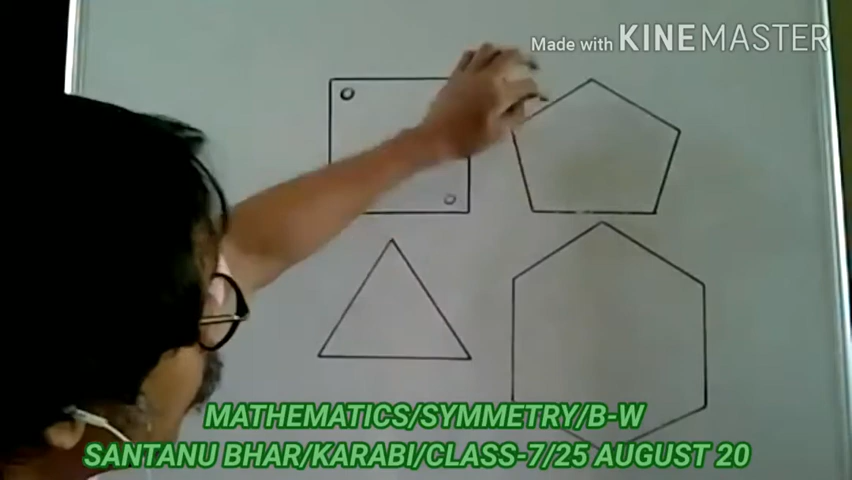 Made with KINEMASTER
MATHEMATICS/SYMMETRY/B-W
SANTANU BHAR/KARABI/CLASS-7/25 AUGUST 20